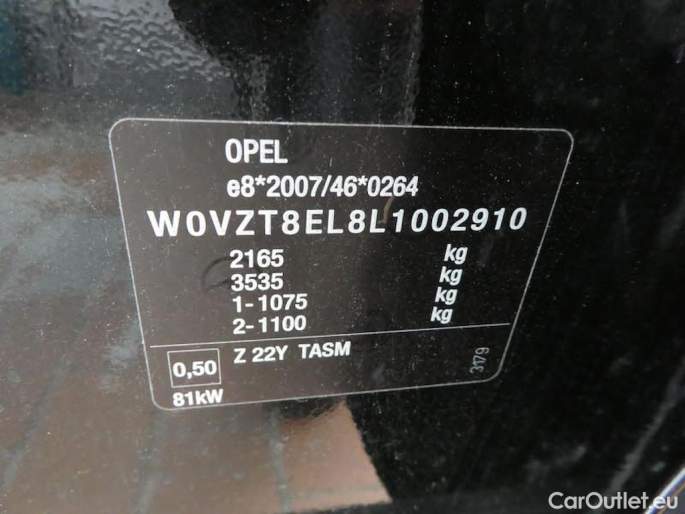 OPEL
e8*2007/46*0264
W0VZT8EL8L1002910
2165 kg
3535 kg
1-1075 kg
2-1100 kg
0,50 Z 22Y TASM
81kW
3179
CarOutlet.eu